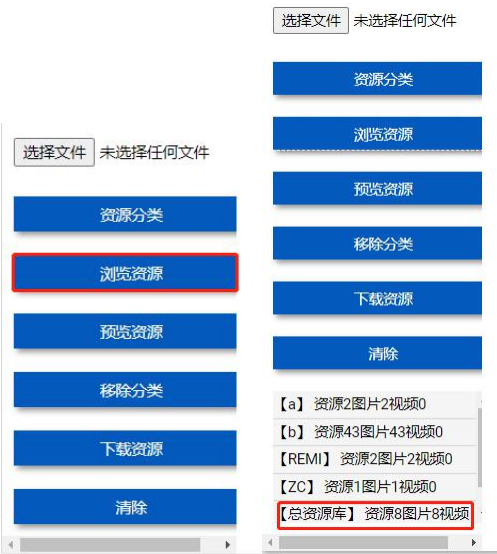 选择文件 未选择任何文件
资源分类
浏览资源
预览资源
移除分类
下载资源
清除
选择文件 未选择任何文件
资源分类
浏览资源
预览资源
移除分类
下载资源
清除
【a】 资源2图片2视频0
【b】 资源43图片43视频0
【REMI】 资源2图片2视频0
【ZC】 资源1图片1视频0
【总资源库】 资源8图片8视频